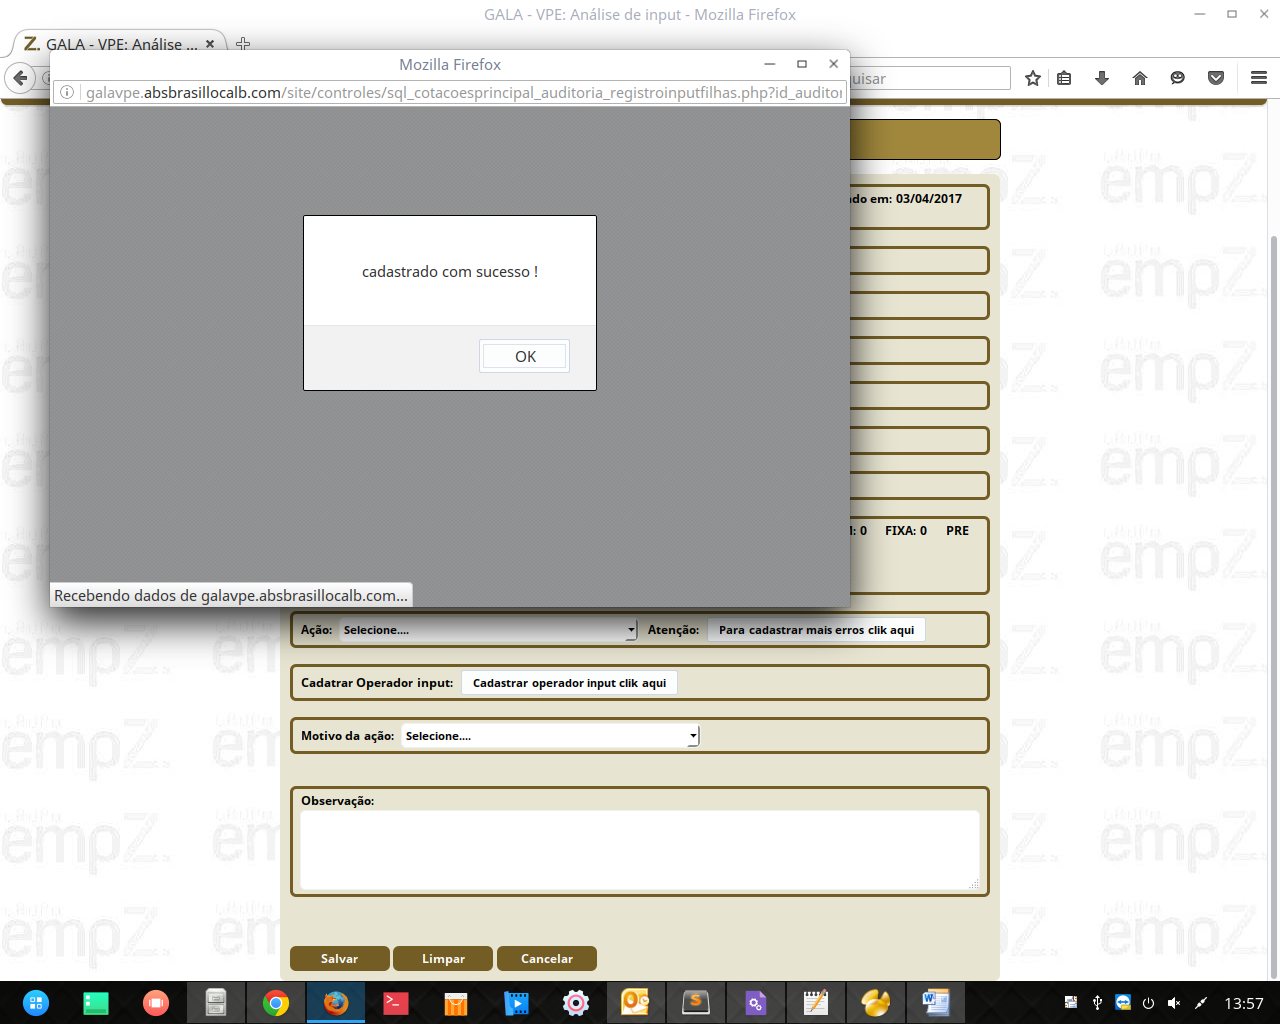 GALA - VPE: Análise de input - Mozilla Firefox
Z. GALA - VPE: Análise ...
Mozilla Firefox
galavpe.absbrasillocalb.com/site/controles/sql_cotacoesprincipal_auditoria_registroinputfilhas.php?id_auditor
uisar
do em: 03/04/2017
cadastrado com sucesso !
OK
: 0 FIXA: 0 PRE
Recebendo dados de galavpe.absbrasillocalb.com...
Ação: Selecione.... Atenção: Para cadastrar mais erros clik aqui
Cadatrar Operador input: Cadastrar operador input clik aqui
Motivo da ação: Selecione....
Observação:
Salvar Limpar Cancelar
empZ.
13:57